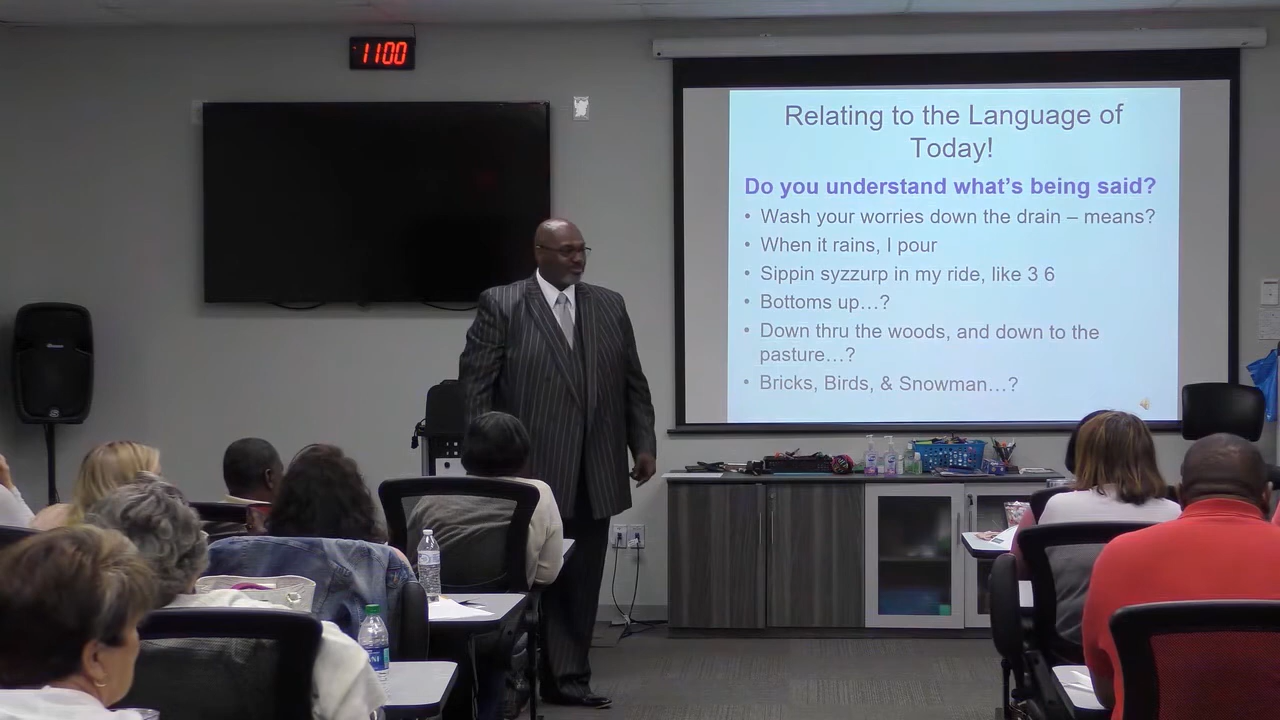 1100
Relating to the Language of
Today!
Do you understand what's being said?
• Wash your worries down the drain – means?
• When it rains, I pour
• Sippin syzzurp in my ride, like 3 6
• Bottoms up…?
• Down thru the woods, and down to the
pasture…?
• Bricks, Birds, & Snowman…?